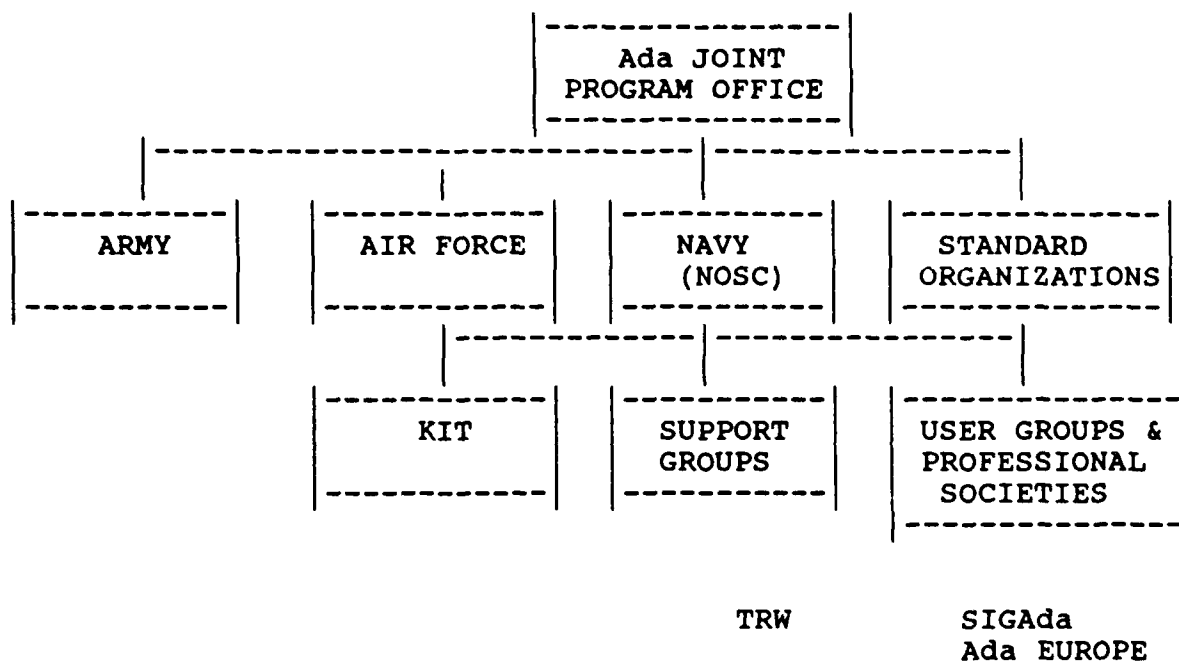 Ada JOINT
PROGRAM OFFICE
ARMY
AIR FORCE
NAVY
(NOSC)
STANDARD
ORGANIZATIONS
KIT
SUPPORT
GROUPS
USER GROUPS &
PROFESSIONAL
SOCIETIES
TRW
SIGAda
Ada EUROPE